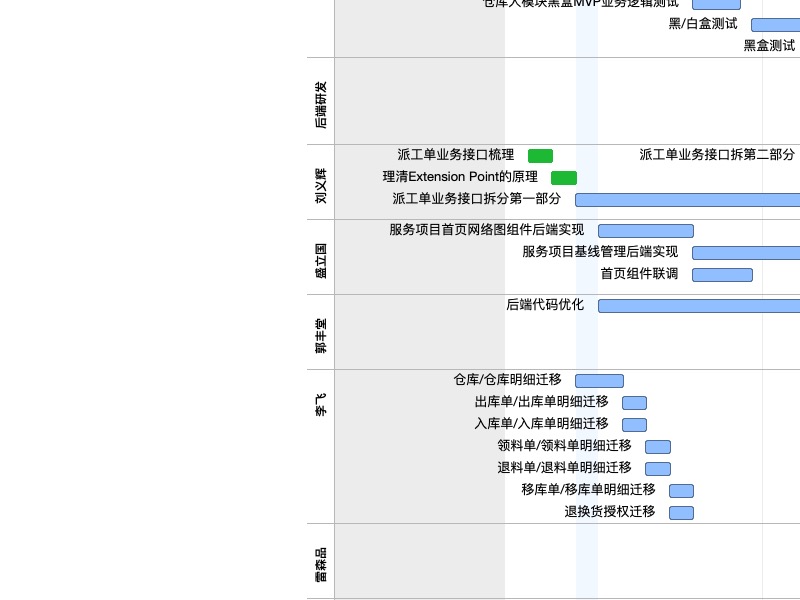 仓库大模块黑盒MVP业务逻辑测试
黑/白盒测试
黑盒测试
后端研发
刘义辉
派工单业务接口梳理
派工单业务接口拆第二部分
理清Extension Point的原理
派工单业务接口拆分第一部分
盛立国
服务项目首页网络图组件后端实现
服务项目基线管理后端实现
首页组件联调
郭丰堂
后端代码优化
李飞
仓库/仓库明细迁移
出库单/出库单明细迁移
入库单/入库单明细迁移
领料单/领料单明细迁移
退料单/退料单明细迁移
移库单/移库单明细迁移
退换货授权迁移
雷森品